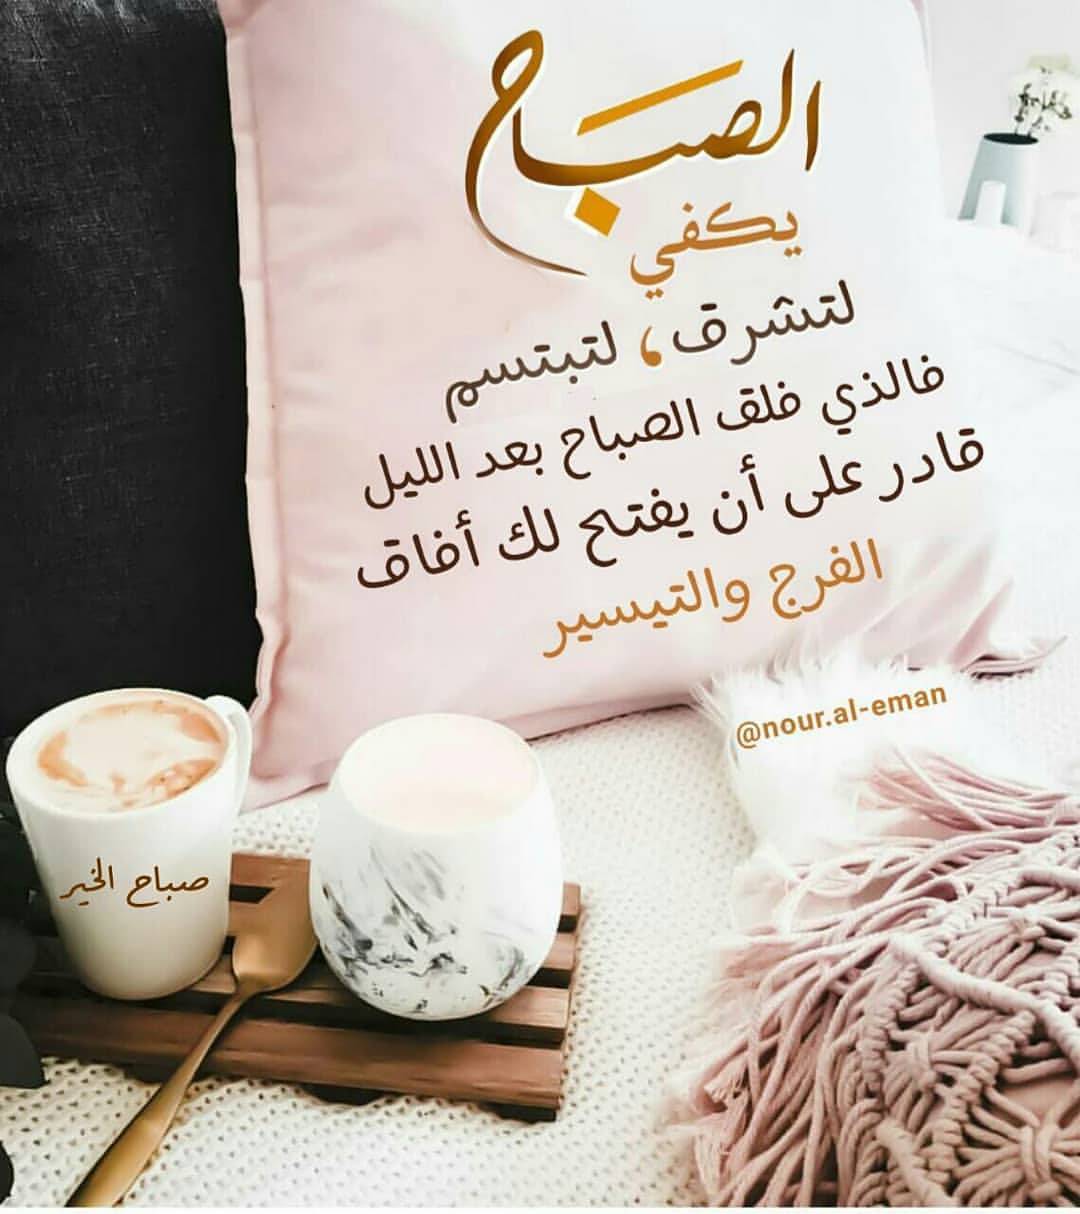 الصباح
يكفي
لتشرق، لتبتسم
فالذي فلق الصباح بعد الليل
قادر على أن يفتح لك أفاق
الفرج والتيسير
@nour.al-eman
صباح الخير